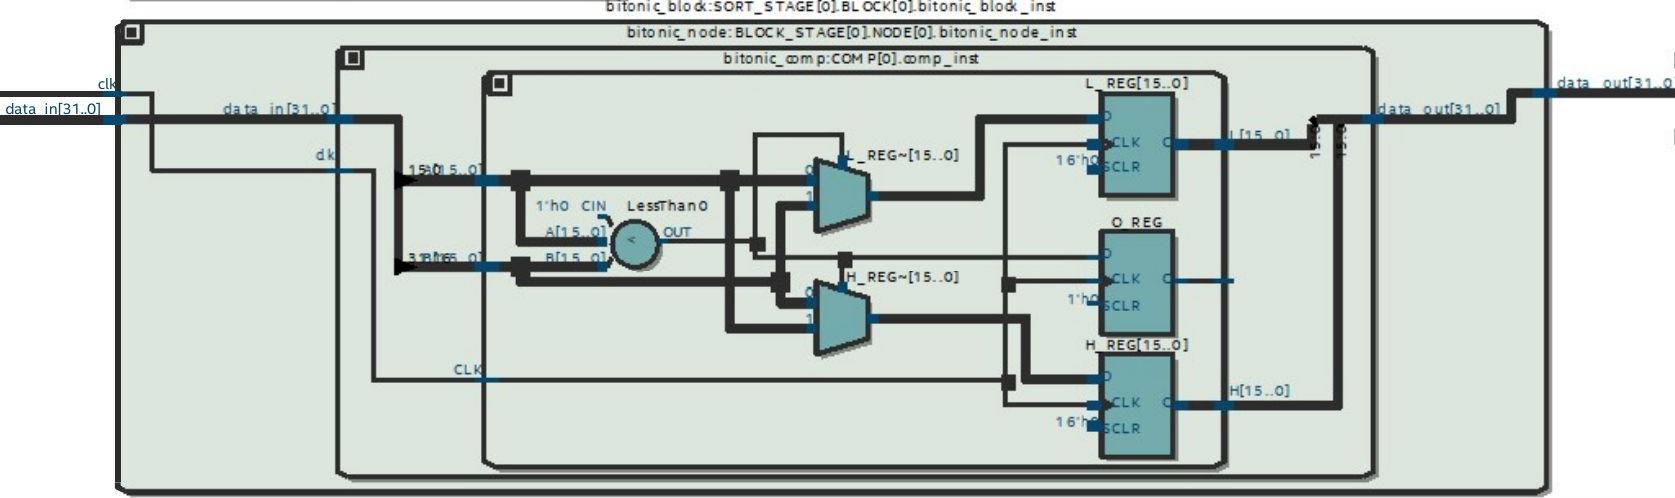 bitonic_block:SORT_STAGE[0].BLOCK[0].bitonic_block_inst
bitonic_node: BLOCK_STAGE[0].NODE[0].bitonic_node_inst
bitonic_comp:COMP[0].comp_inst
clk
data_in[31..0]
data_in[31..0]
clk
L_REG[15..0]
D
CLK
Q
16'h0
SCLR
L[15..0]
15:0
15:0
data_out[31..0]
data_out[31..0]
15:0
A[15..0]
L_REG~[15..0]
0
1
1'h0 CIN
LessThan0
A[15..0]
<
OUT
31:16
B[15..0]
B[15..0]
H_REG~[15..0]
0
1
O_REG
D
CLK
Q
1'h0
SCLR
H_REG[15..0]
D
CLK
Q
16'h0
SCLR
CLK
H[15..0]